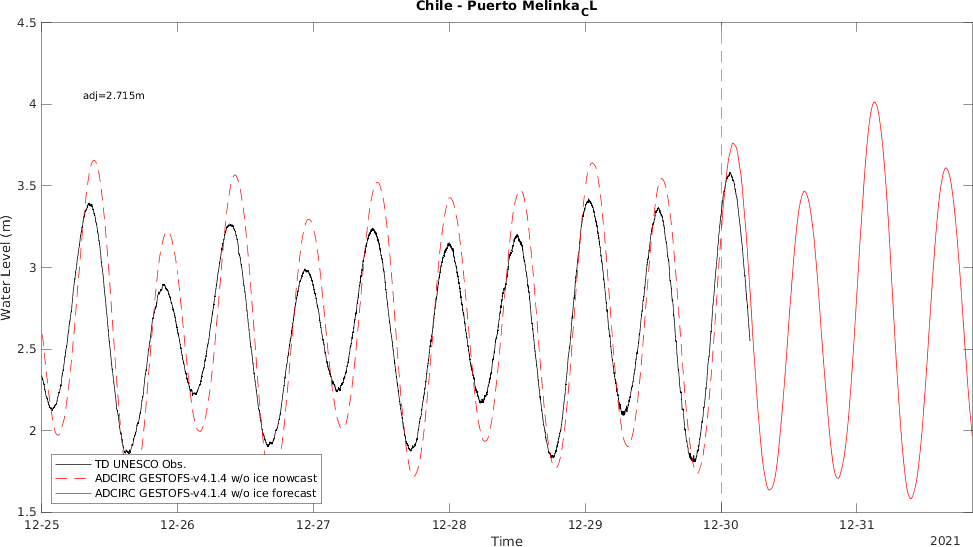 Chile - Puerto Melinka_CL
4.5
4
3.5
3
2.5
2
1.5
Water Level (m)
adj=2.715m
TD UNESCO Obs.
ADCIRC GESTOFS-v4.1.4 w/o ice nowcast
ADCIRC GESTOFS-v4.1.4 w/o ice forecast
12-25 12-26 12-27 12-28 12-29 12-30 12-31
Time
2021